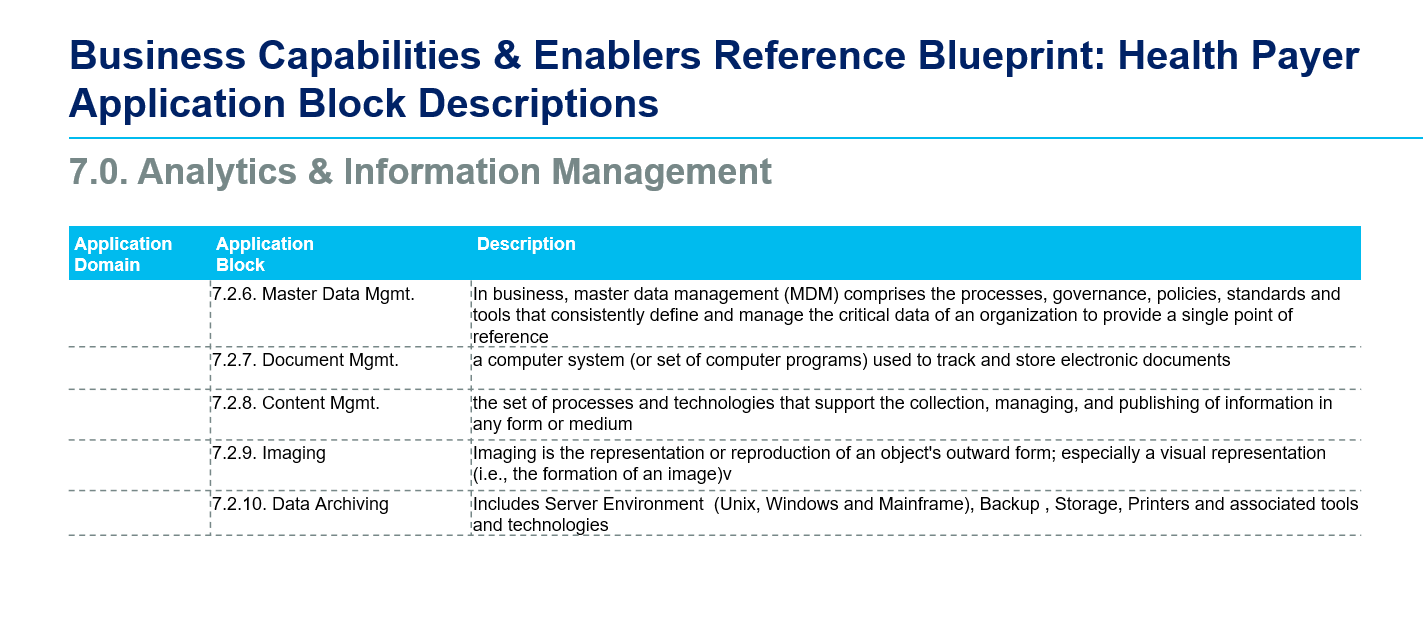 Business Capabilities & Enablers Reference Blueprint: Health Payer
Application Block Descriptions
7.0. Analytics & Information Management
Application
Domain
Application
Block
Description
7.2.6. Master Data Mgmt.
In business, master data management (MDM) comprises the processes, governance, policies, standards and
tools that consistently define and manage the critical data of an organization to provide a single point of
reference
7.2.7. Document Mgmt.
a computer system (or set of computer programs) used to track and store electronic documents
7.2.8. Content Mgmt.
the set of processes and technologies that support the collection, managing, and publishing of information in
any form or medium
7.2.9. Imaging
Imaging is the representation or reproduction of an object's outward form; especially a visual representation
(i.e., the formation of an image)v
7.2.10. Data Archiving
Includes Server Environment  (Unix, Windows and Mainframe), Backup , Storage, Printers and associated tools
and technologies